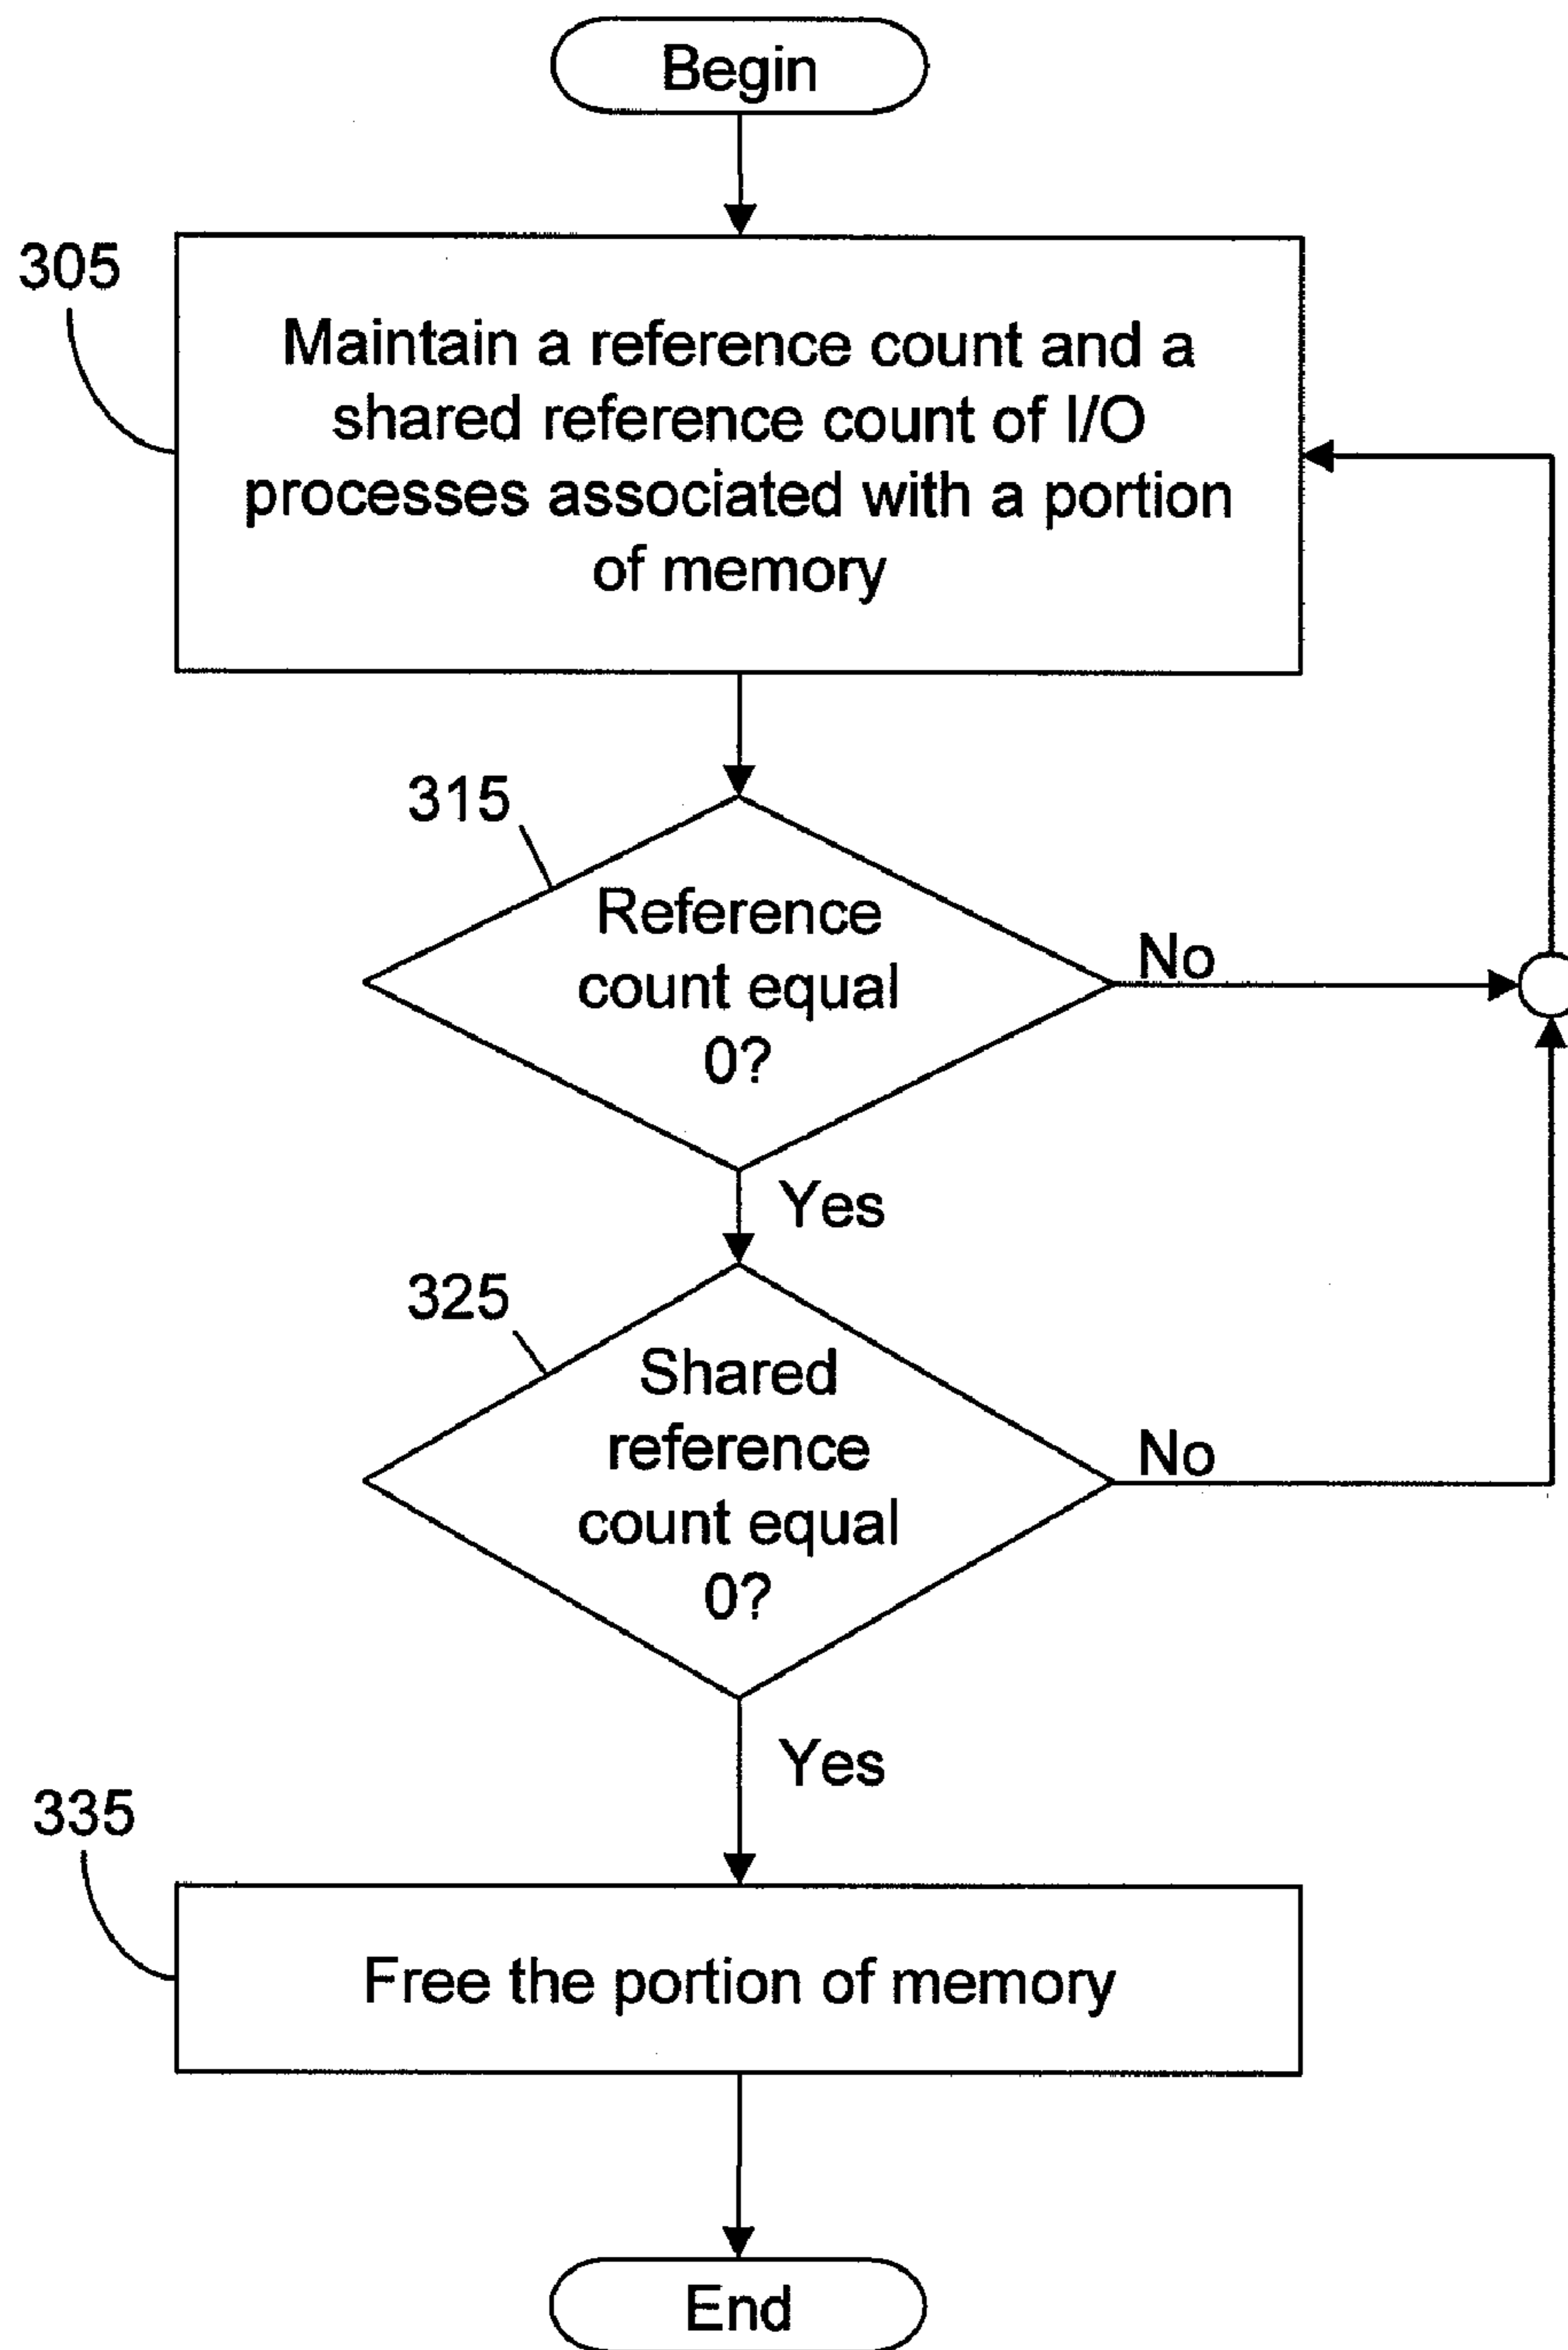 Begin
305
Maintain a reference count and a
shared reference count of I/O
processes associated with a portion
of memory
315
Reference
count equal
0?
No
Yes
325
Shared
reference
count equal
0?
No
Yes
335
Free the portion of memory
End